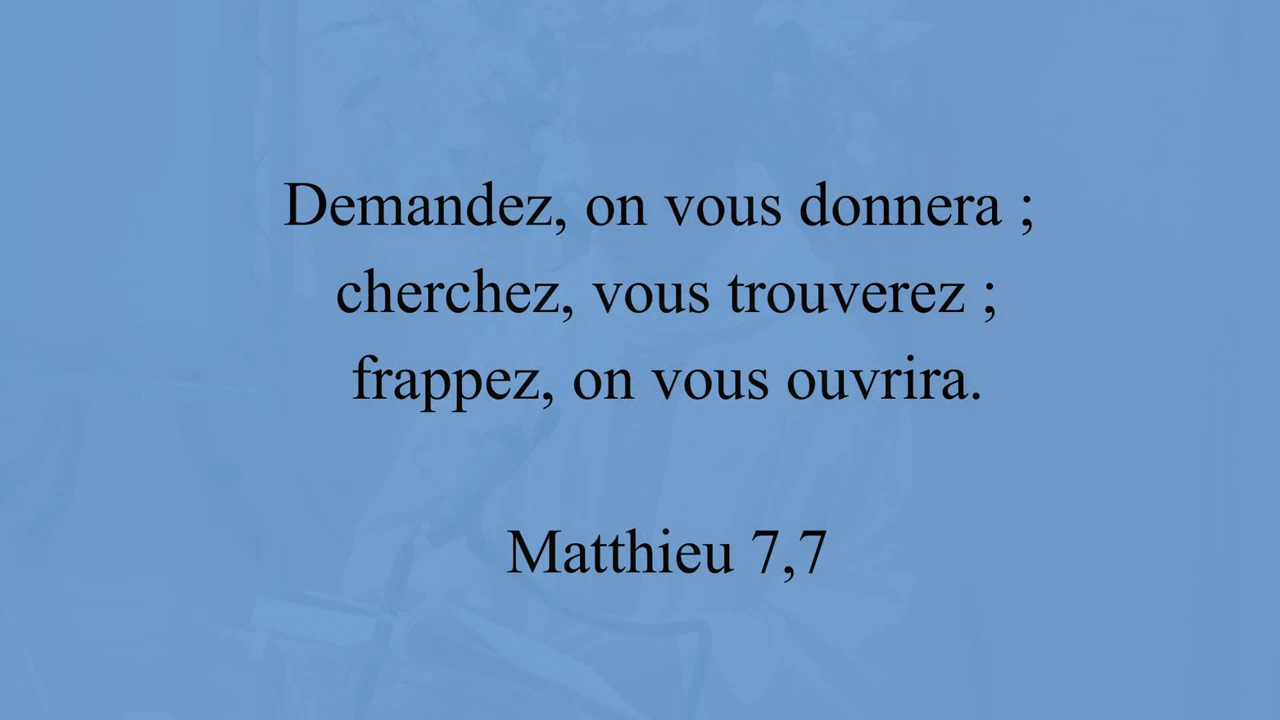 Demandez, on vous donnera ;
cherchez, vous trouverez ;
frappez, on vous ouvrira.
Matthieu 7,7